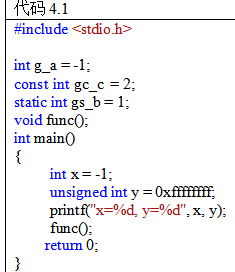 代码 4.1
#include <stdio.h>
int g_a = -1;
const int gc_c = 2;
static int gs_b = 1;
void func();
int main()
{
int x = -1;
unsigned int y = 0xffffffff;
printf("x=%d, y=%d", x, y);
func();
return 0;
}